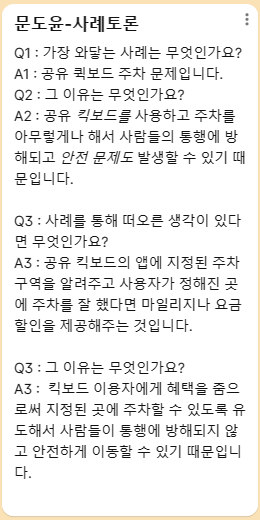 문도윤-사례토론
Q1 : 가장 와닿는 사례는 무엇인가요?
A1 : 공유 퀵보드 주차 문제입니다.
Q2 : 그 이유는 무엇인가요?
A2 : 공유 킥보드를 사용하고 주차를
아무렇게나 해서 사람들의 통행에 방
해되고 안전 문제도 발생할 수 있기 때
문입니다.
Q3 : 사례를 통해 떠오른 생각이 있다
면 무엇인가요?
A3 : 공유 킥보드의 앱에 지정된 주차
구역을 알려주고 사용자가 정해진 곳
에 주차를 잘 했다면 마일리지나 요금
할인을 제공해주는 것입니다.
Q3 : 그 이유는 무엇인가요?
A3 :  킥보드 이용자에게 혜택을 줌으
로써 지정된 곳에 주차할 수 있도록 유
도해서 사람들이 통행에 방해되지 않
고 안전하게 이동할 수 있기 때문입니
다.